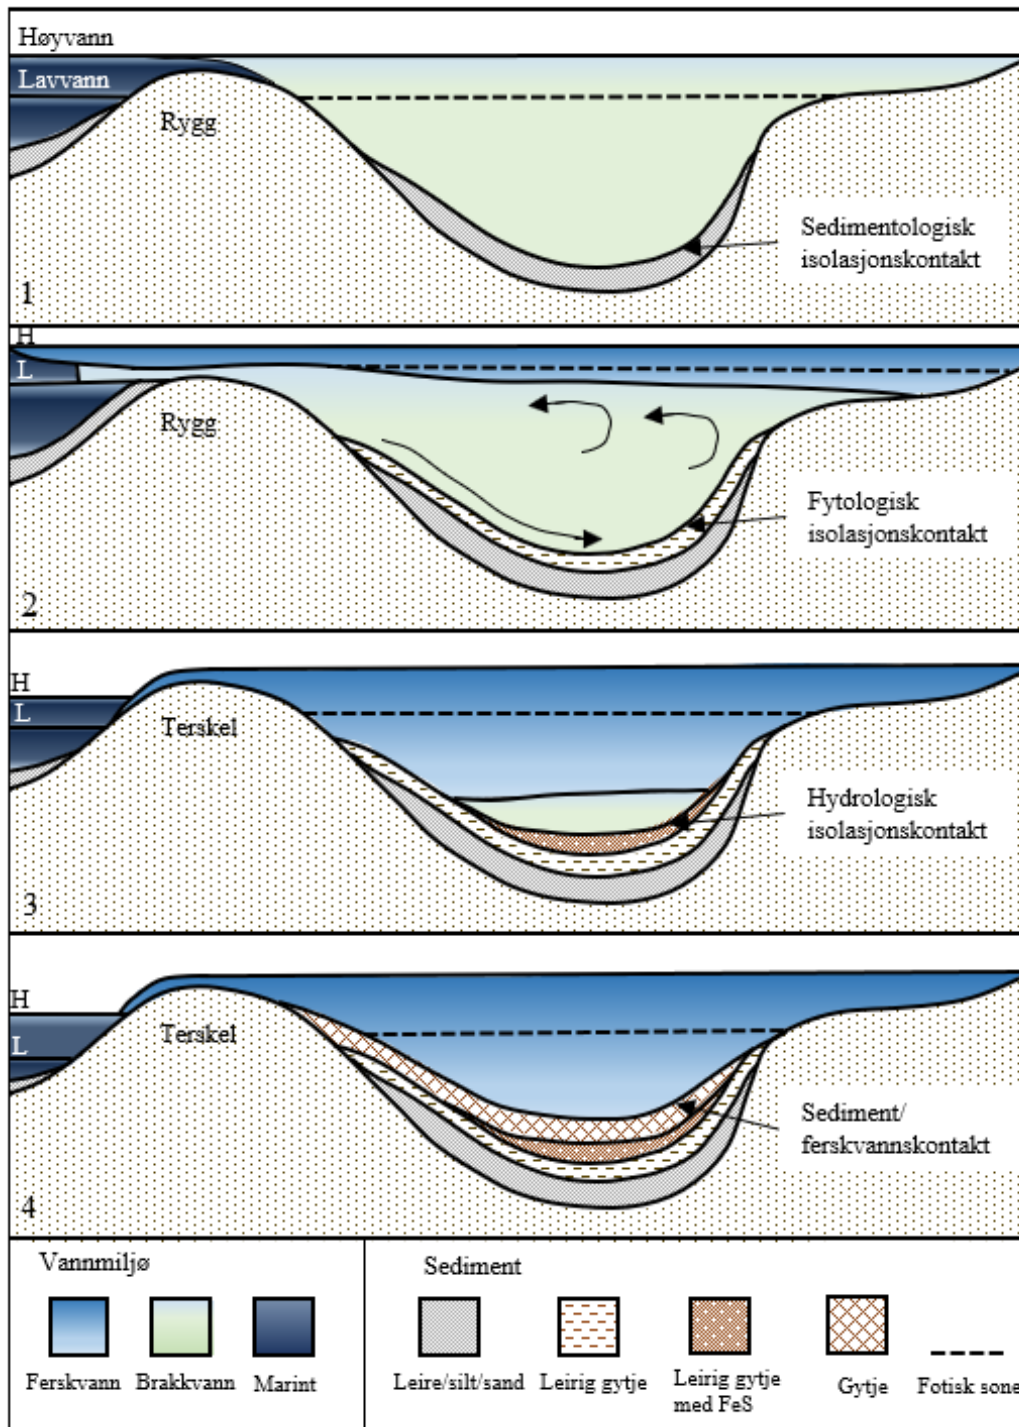 Høyvann
Lavvann
Rygg
Sedimentologisk
isolasjonskontakt
1
H
L
Rygg
Fytologisk
isolasjonskontakt
2
H
L
Terskel
Hydrologisk
isolasjonskontakt
3
H
L
Terskel
Sediment/
ferskvannskontakt
4
Vannmiljø
Ferskvann
Brakkvann
Marint
Sediment
Leire/silt/sand
Leirig gytje
Leirig gytje
med FeS
Gytje
Fotisk sone